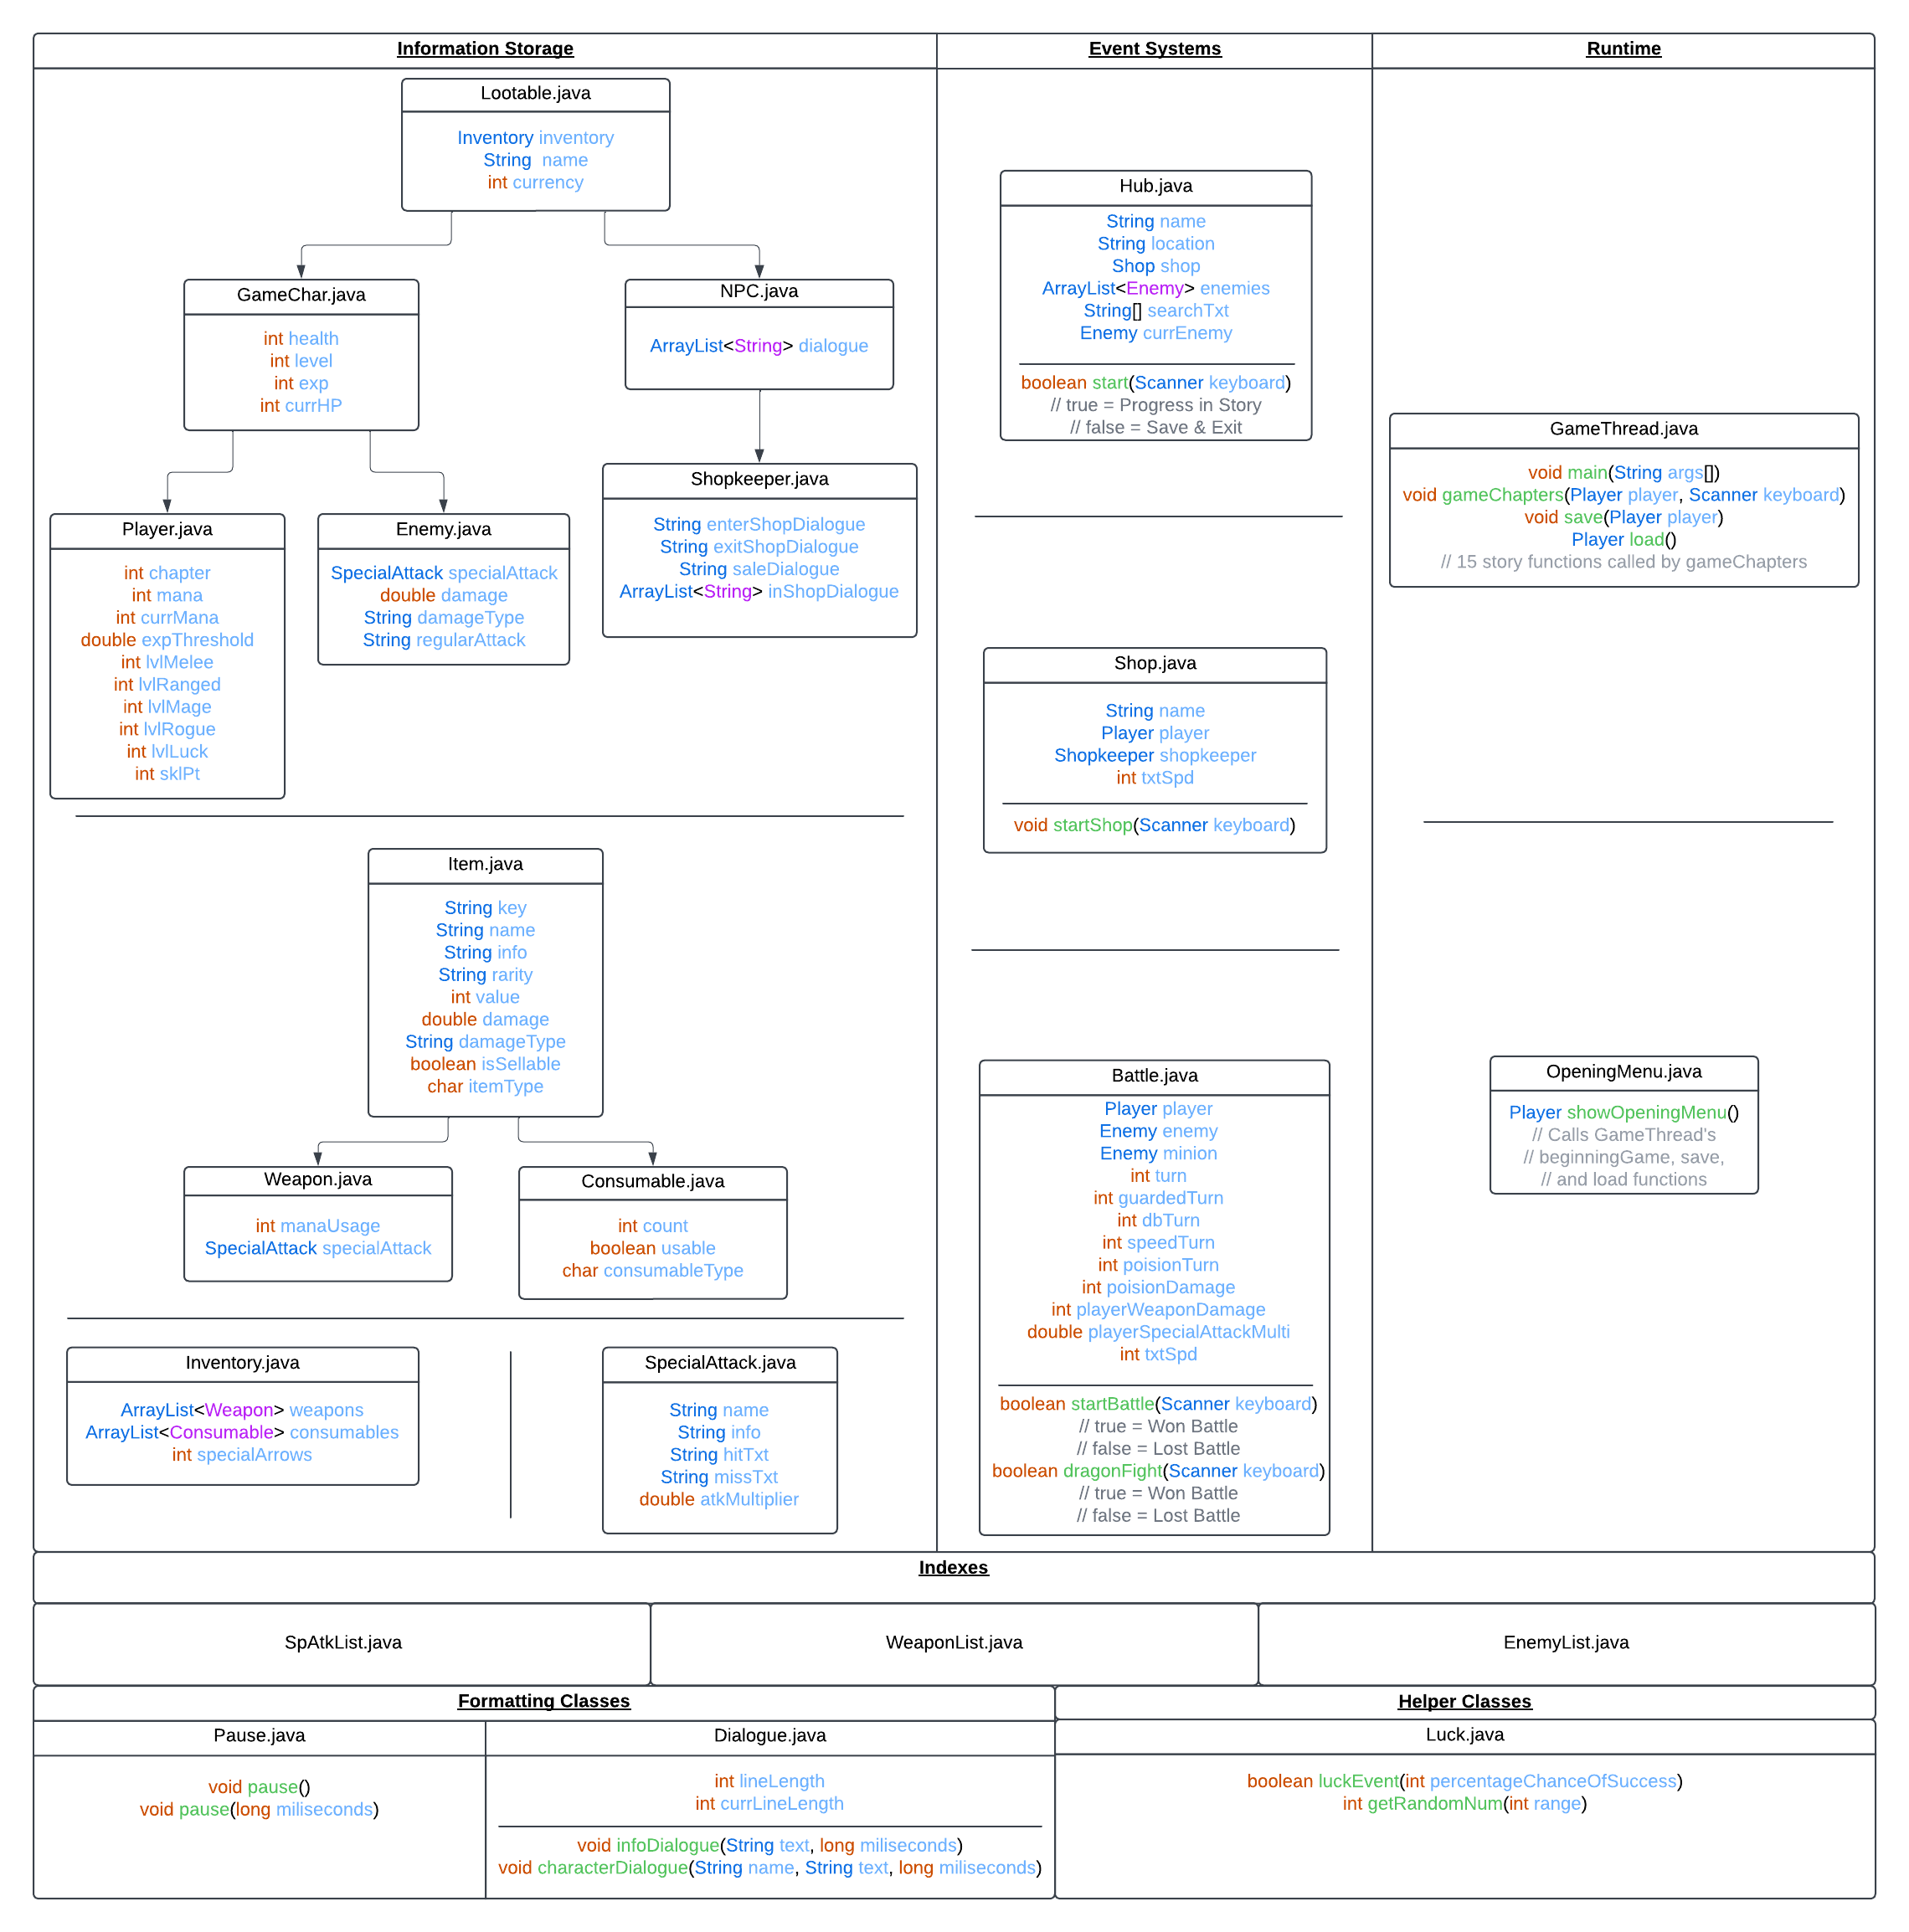 Information Storage
Lootable.java
Inventory inventory
String  name
int currency
GameChar.java
int health
int level
int exp
int currHP
NPC.java
ArrayList<String> dialogue
Player.java
int chapter
int mana
int currMana
double expThreshold
int lvlMelee
int lvlRanged
int lvlMage
int lvlRogue
int lvlLuck
int sklPt
Enemy.java
SpecialAttack specialAttack
double damage
String damageType
String regularAttack
Shopkeeper.java
String enterShopDialogue
String exitShopDialogue
String saleDialogue
ArrayList<String> inShopDialogue
Item.java
String key
String name
String info
String rarity
int value
double damage
String damageType
boolean isSellable
char itemType
Weapon.java
int manaUsage
SpecialAttack specialAttack
Consumable.java
int count
boolean usable
char consumableType
Inventory.java
ArrayList<Weapon> weapons
ArrayList<Consumable> consumables
int specialArrows
SpecialAttack.java
String name
String info
String hitTxt
String missTxt
double atkMultiplier
Event Systems
Hub.java
String name
String location
Shop shop
ArrayList<Enemy> enemies
String[] searchTxt
Enemy currEnemy
boolean start(Scanner keyboard)
// true = Progress in Story
// false = Save & Exit
Shop.java
String name
Player player
Shopkeeper shopkeeper
int txtSpd
void startShop(Scanner keyboard)
Battle.java
Player player
Enemy enemy
Enemy minion
int turn
int guardedTurn
int dbTurn
int speedTurn
int poisionTurn
int poisionDamage
int playerWeaponDamage
double playerSpecialAttackMulti
int txtSpd
boolean startBattle(Scanner keyboard)
// true = Won Battle
// false = Lost Battle
boolean dragonFight(Scanner keyboard)
// true = Won Battle
// false = Lost Battle
Runtime
GameThread.java
void main(String args[])
void gameChapters(Player player, Scanner keyboard)
void save(Player player)
Player load()
// 15 story functions called by gameChapters
OpeningMenu.java
Player showOpeningMenu()
// Calls GameThread's
// beginningGame, save,
// and load functions
Indexes
SpAtkList.java
WeaponList.java
EnemyList.java
Formatting Classes
Pause.java
void pause()
void pause(long miliseconds)
Dialogue.java
int lineLength
int currLineLength
void infoDialogue(String text, long miliseconds)
void characterDialogue(String name, String text, long miliseconds)
Helper Classes
Luck.java
boolean luckEvent(int percentageChanceOfSuccess)
int getRandomNum(int range)